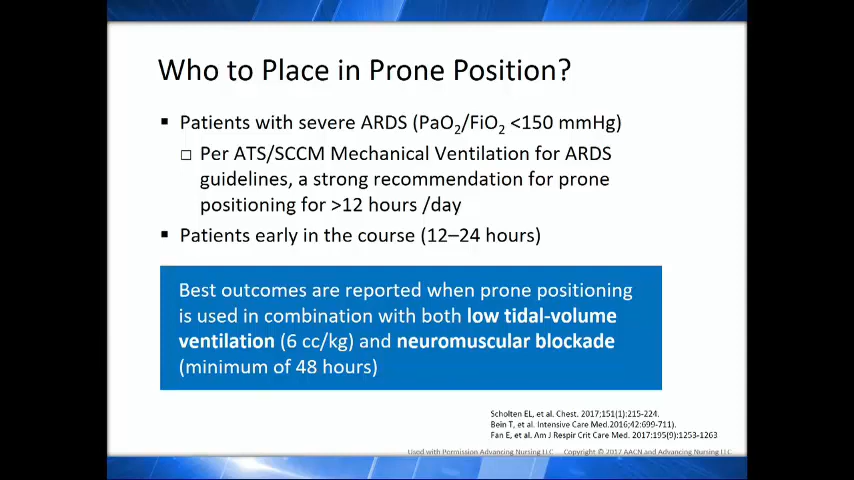 Who to Place in Prone Position?
▪ Patients with severe ARDS (PaO₂/FiO₂ <150 mmHg)
□ Per ATS/SCCM Mechanical Ventilation for ARDS
guidelines, a strong recommendation for prone
positioning for >12 hours /day
▪ Patients early in the course (12–24 hours)
Best outcomes are reported when prone positioning
is used in combination with both low tidal-volume
ventilation (6 cc/kg) and neuromuscular blockade
(minimum of 48 hours)
Scholten EL, et al. Chest. 2017;151(1):215-224.
Bein T, et al. Intensive Care Med.2016;42:699-711).
Fan E, et al. Am J Respir Crit Care Med. 2017:195(9):1253-1263
Used with Permission Advancing Nursing LLC Copyright © 2017 AACN and Advancing Nursing LLC